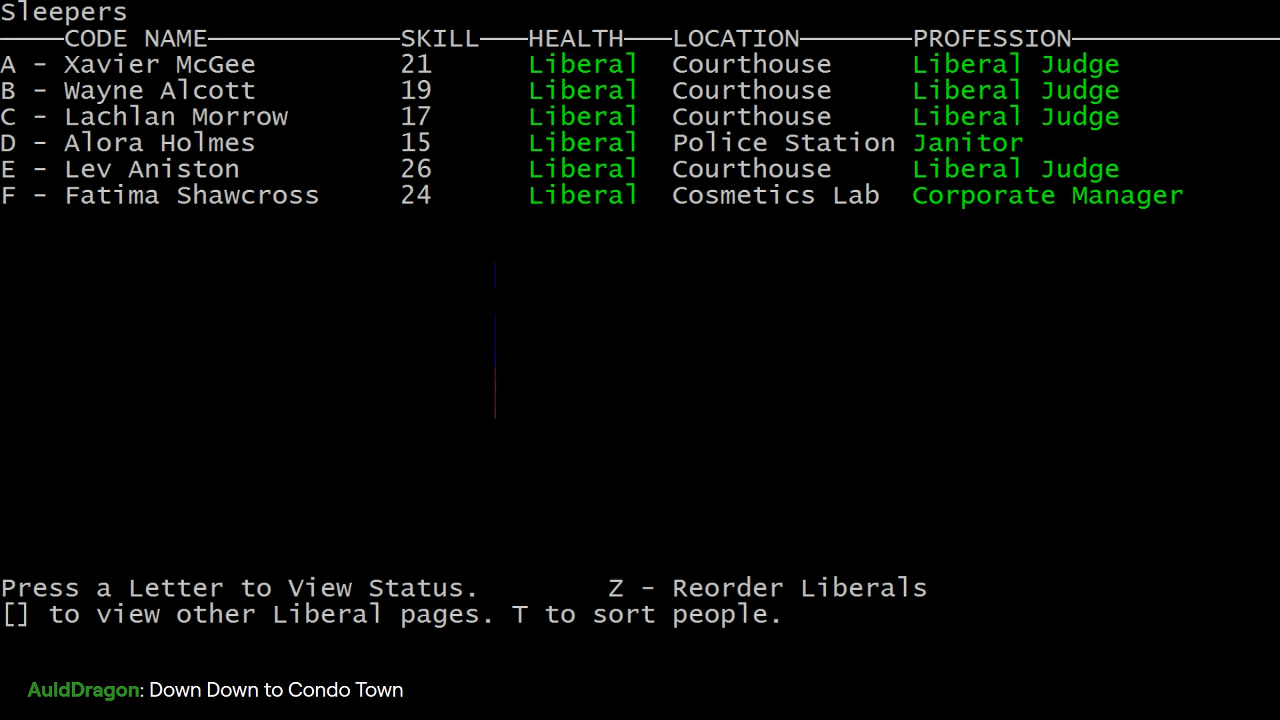 Sleepers
CODE NAME SKILL HEALTH LOCATION PROFESSION
A - Xavier McGee 21 Liberal Courthouse Liberal Judge
B - Wayne Alcott 19 Liberal Courthouse Liberal Judge
C - Lachlan Morrow 17 Liberal Courthouse Liberal Judge
D - Alora Holmes 15 Liberal Police Station Janitor
E - Lev Aniston 26 Liberal Courthouse Liberal Judge
F - Fatima Shawcross 24 Liberal Cosmetics Lab Corporate Manager
Press a Letter to View Status. Z - Reorder Liberals
[] to view other Liberal pages. T to sort people.
AuldDragon: Down Down to Condo Town